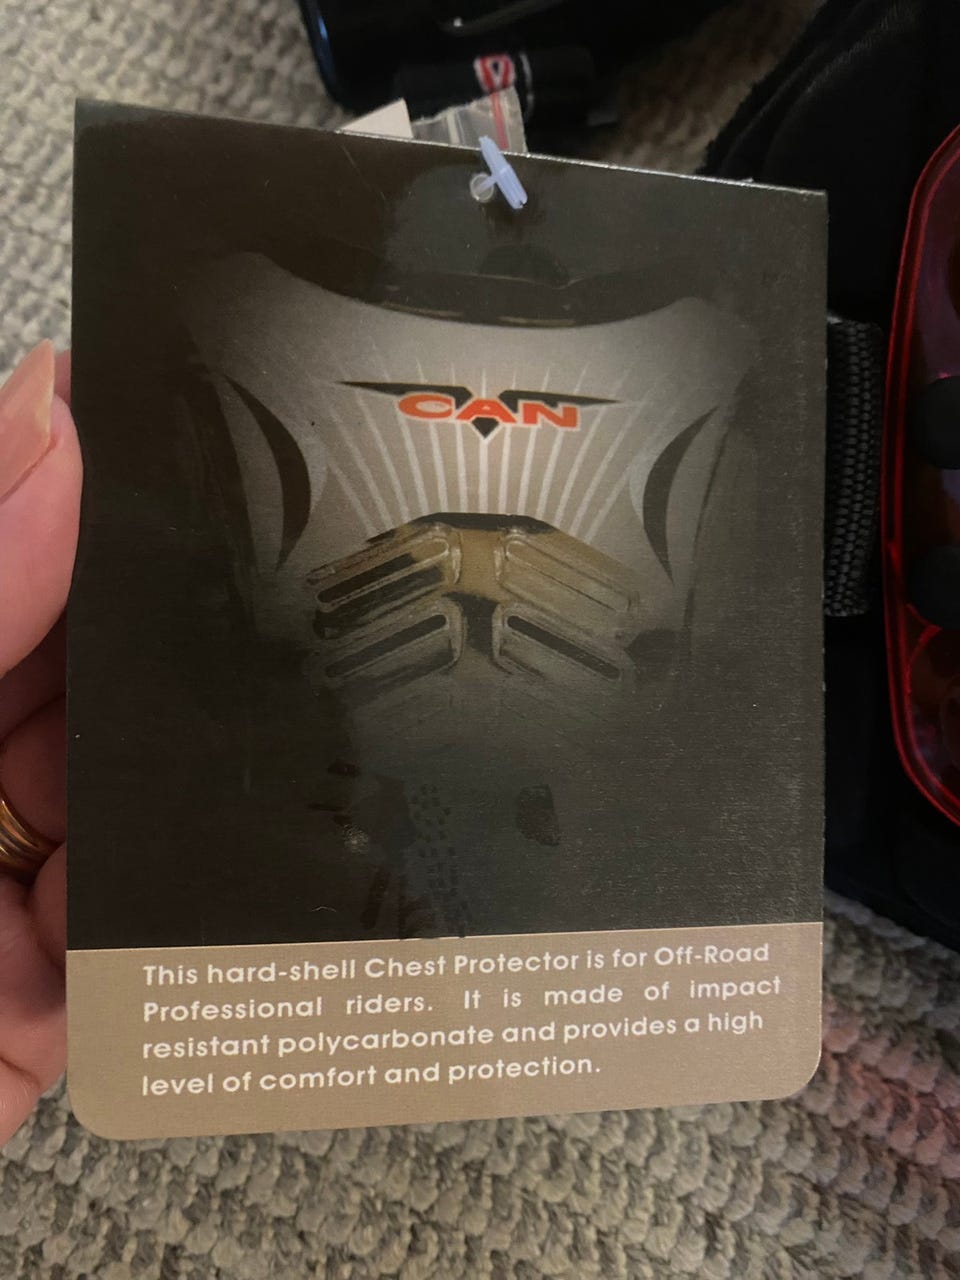 CAN
This hard-shell Chest Protector is for Off-Road
Professional riders. It is made of impact
resistant polycarbonate and provides a high
level of comfort and protection.